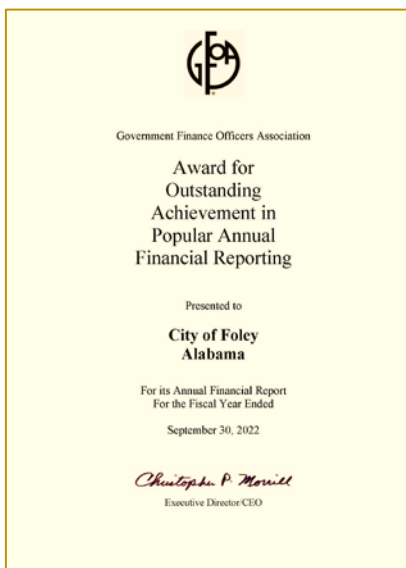 GFOA
Government Finance Officers Association
Award for
Outstanding
Achievement in
Popular Annual
Financial Reporting
Presented to
City of Foley
Alabama
For its Annual Financial Report
For the Fiscal Year Ended
September 30, 2022
Christopher P. Morrill
Executive Director/CEO